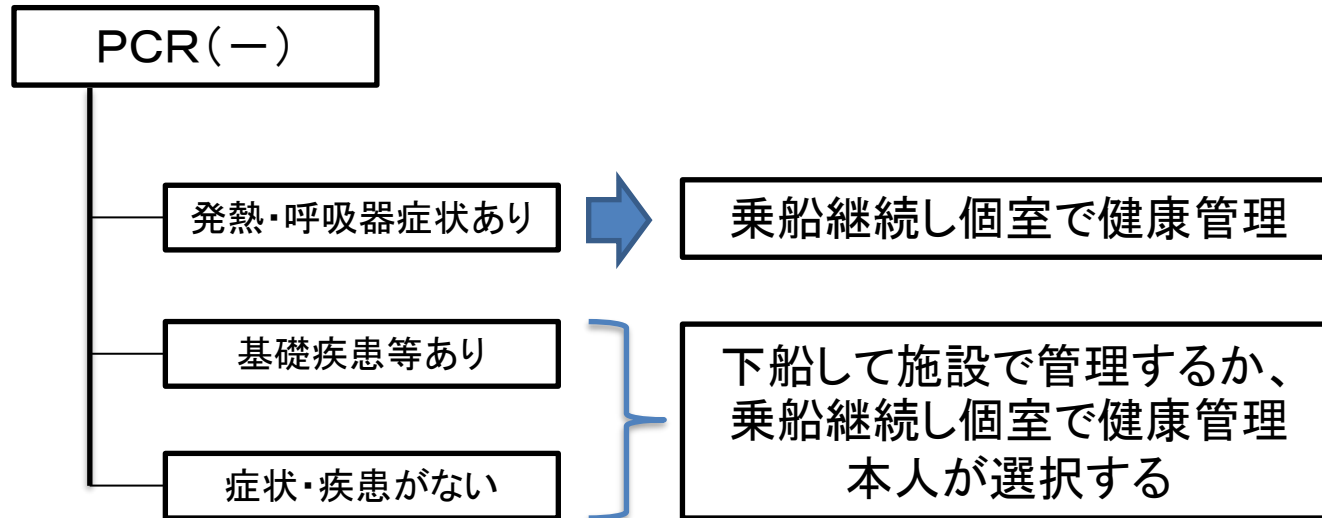 PCR(－)
発熱・呼吸器症状あり
乗船継続し個室で健康管理
基礎疾患等あり
症状・疾患がない
下船して施設で管理するか、
乗船継続し個室で健康管理
本人が選択する